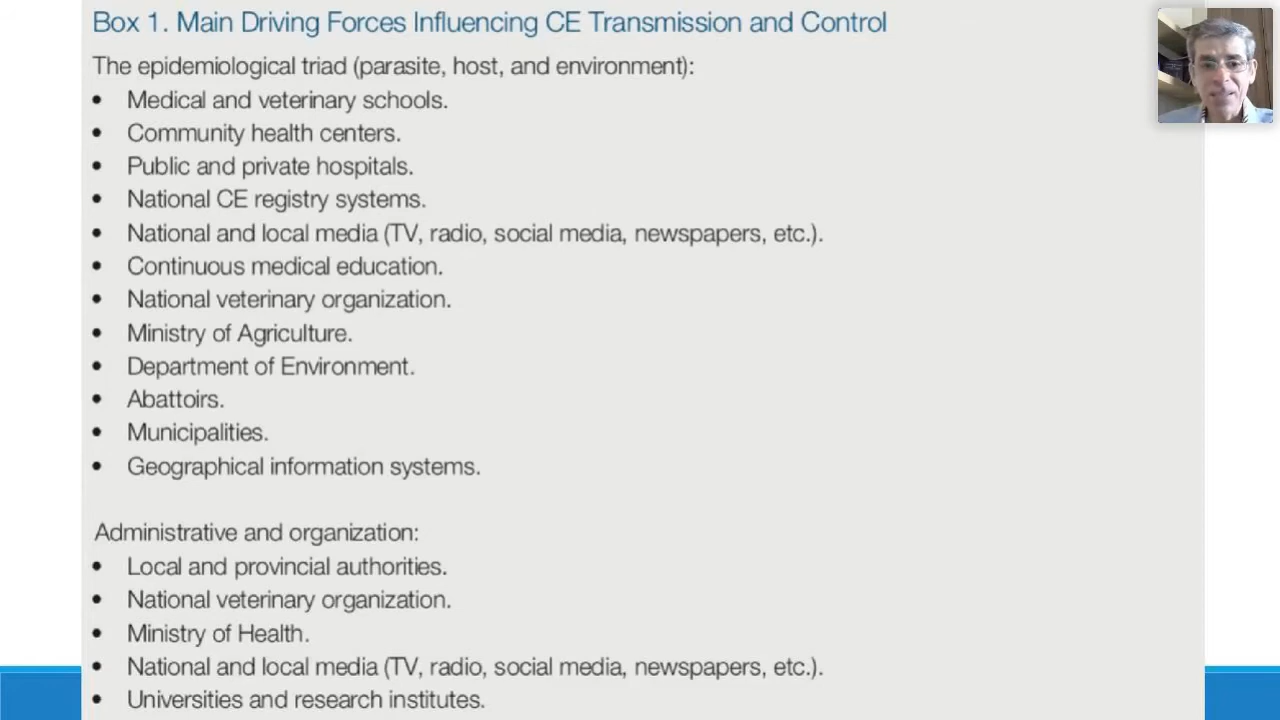 Box 1. Main Driving Forces Influencing CE Transmission and Control
The epidemiological triad (parasite, host, and environment):
• Medical and veterinary schools.
• Community health centers.
• Public and private hospitals.
• National CE registry systems.
• National and local media (TV, radio, social media, newspapers, etc.).
• Continuous medical education.
• National veterinary organization.
• Ministry of Agriculture.
• Department of Environment.
• Abattoirs.
• Municipalities.
• Geographical information systems.
Administrative and organization:
• Local and provincial authorities.
• National veterinary organization.
• Ministry of Health.
• National and local media (TV, radio, social media, newspapers, etc.).
• Universities and research institutes.